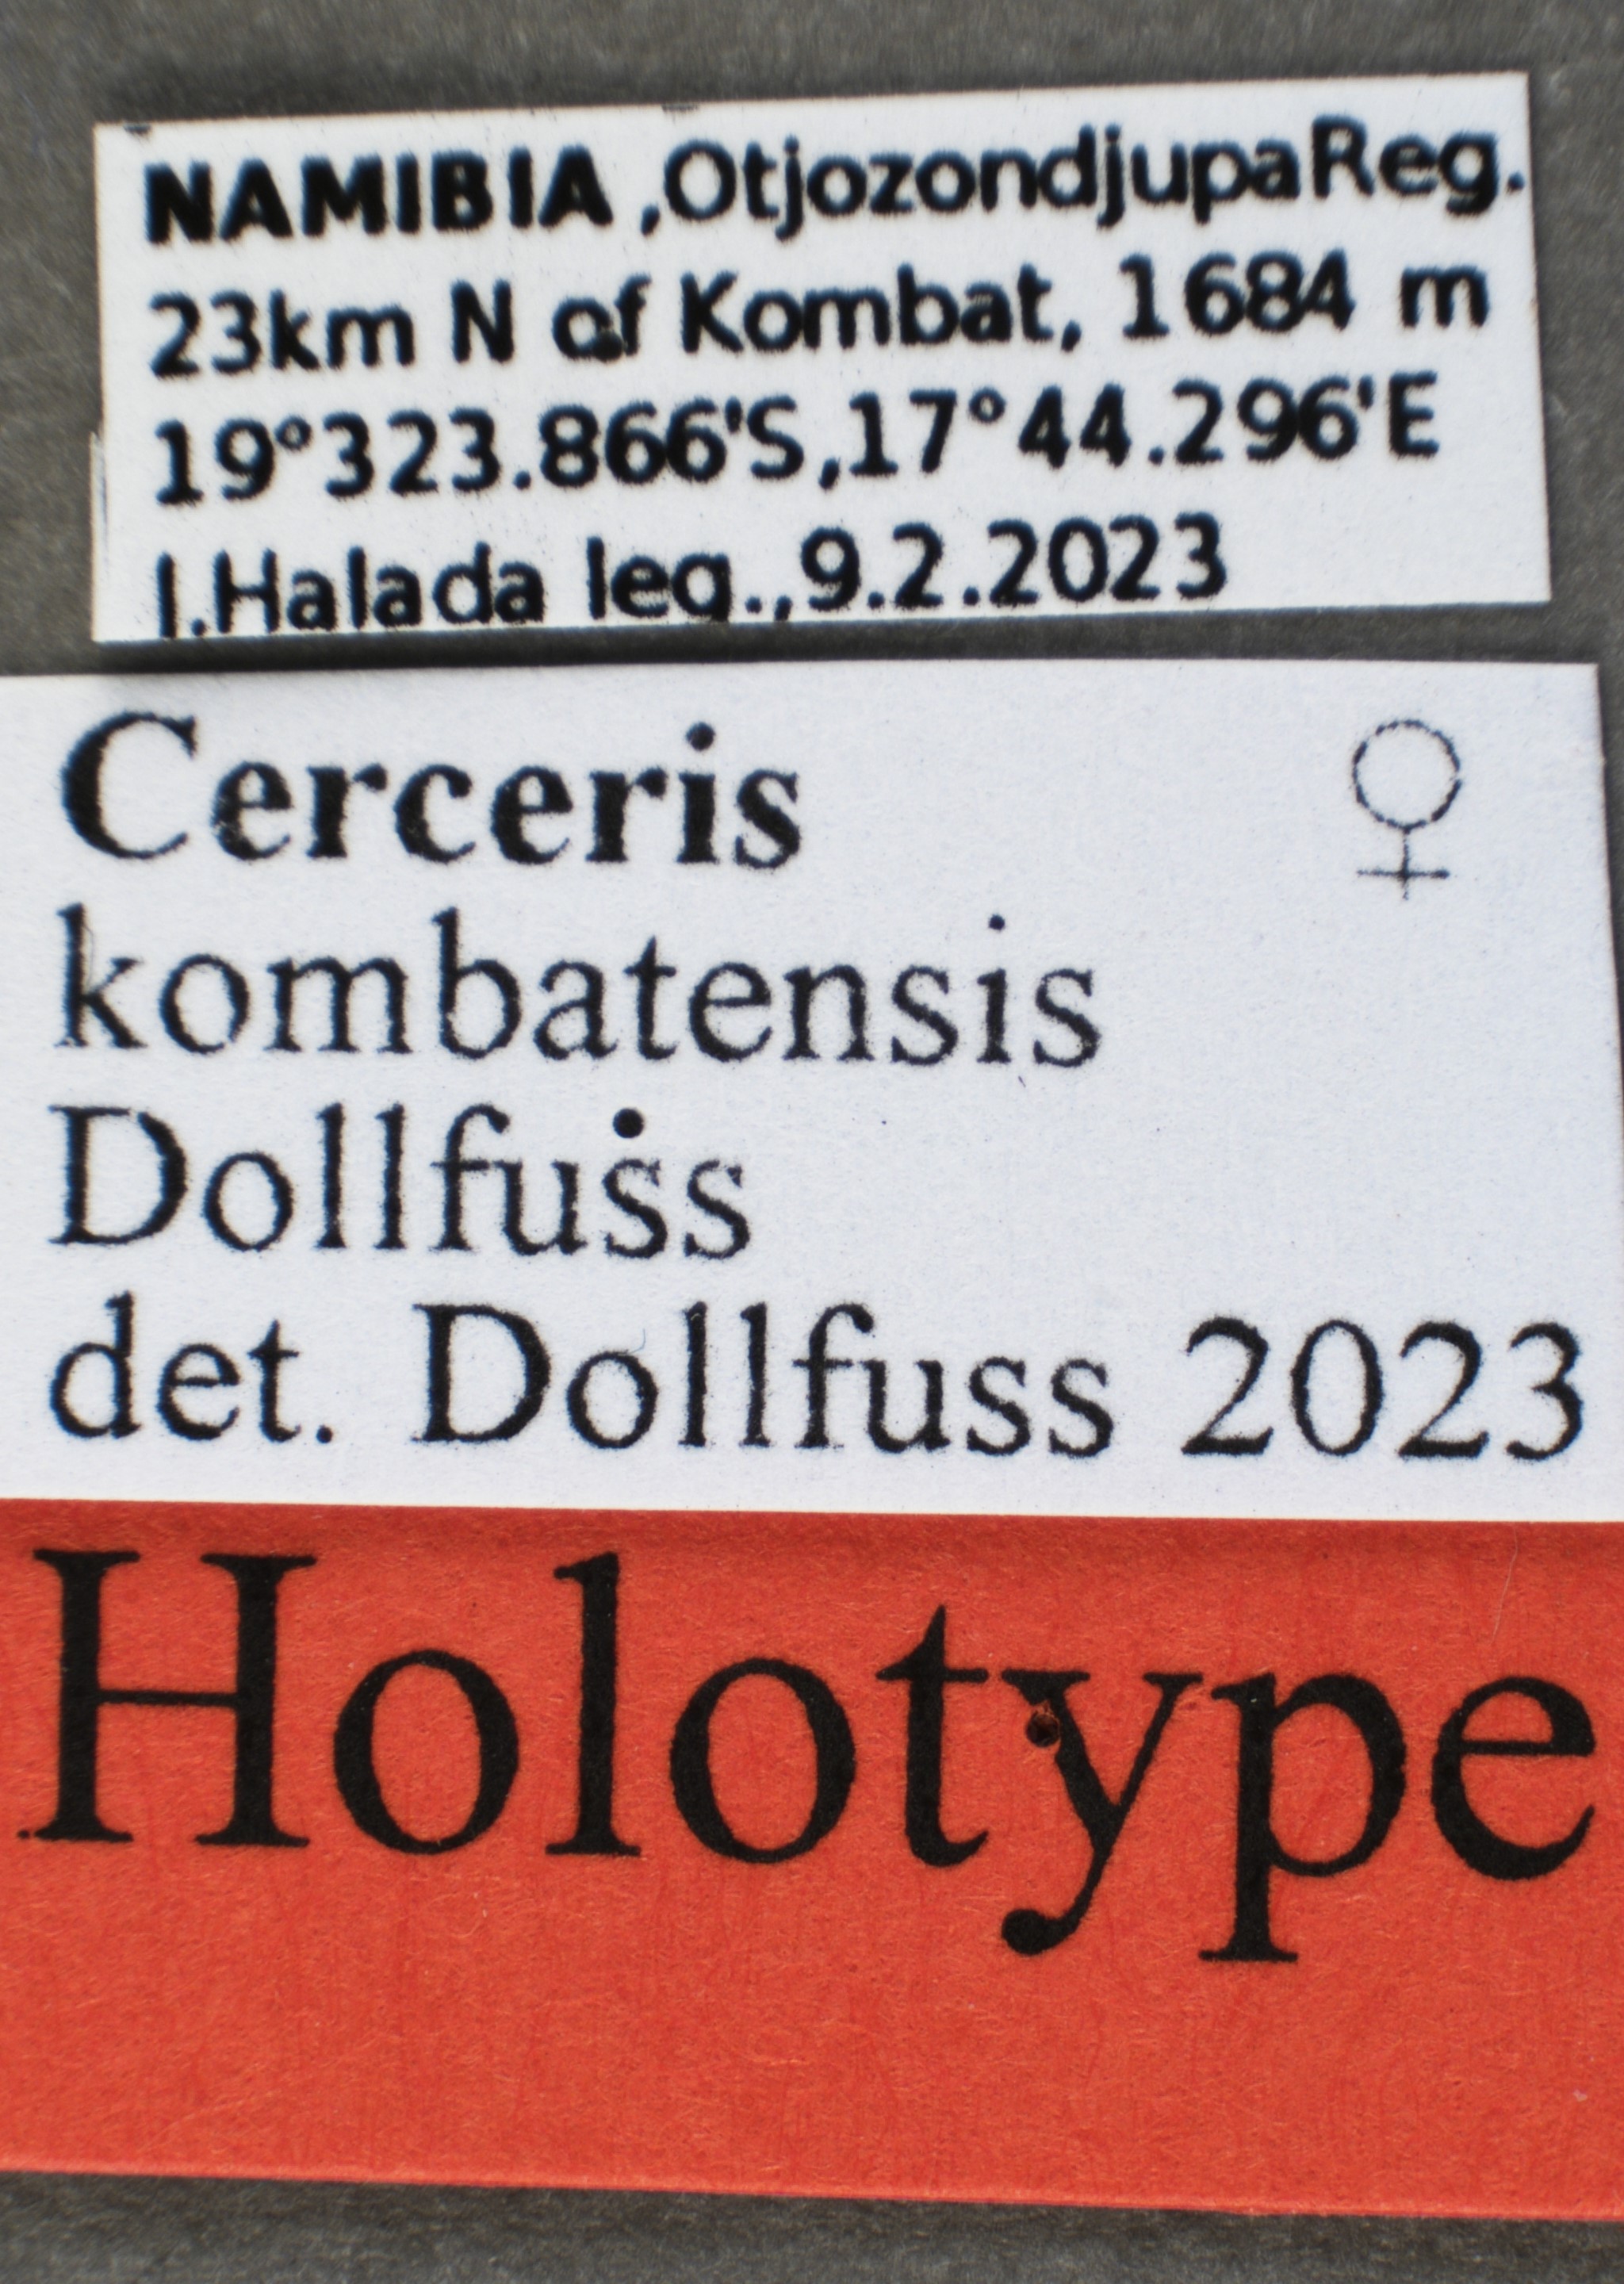 NAMIBIA ,OtjozondjupaReg.
23km N of Kombat, 1684 m
19°323.866'S,17°44.296'E
J.Halada leg.,9.2.2023
Cerceris ♀
kombatensis
Dollfuss
det. Dollfuss 2023
Holotype